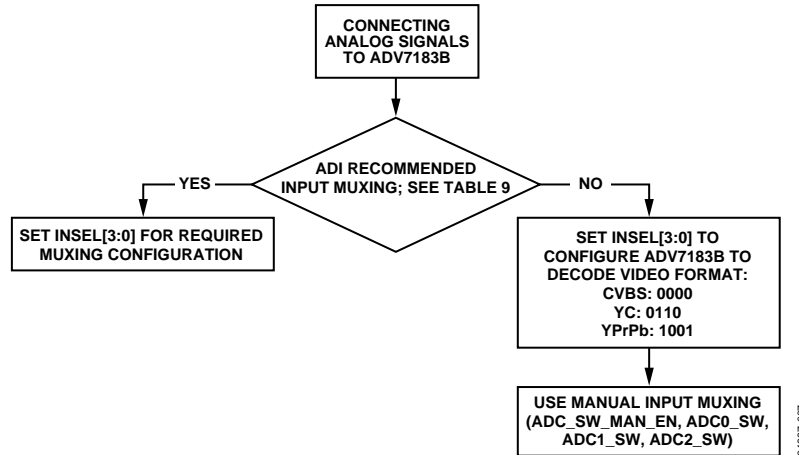 CONNECTING
ANALOG SIGNALS
TO ADV7183B
ADI RECOMMENDED
INPUT MUXING; SEE TABLE 9
YES
NO
SET INSEL[3:0] FOR REQUIRED
MUXING CONFIGURATION
SET INSEL[3:0] TO
CONFIGURE ADV7183B TO
DECODE VIDEO FORMAT:
CVBS: 0000
YC: 0110
YPrPb: 1001
USE MANUAL INPUT MUXING
(ADC_SW_MAN_EN, ADC0_SW,
ADC1_SW, ADC2_SW)